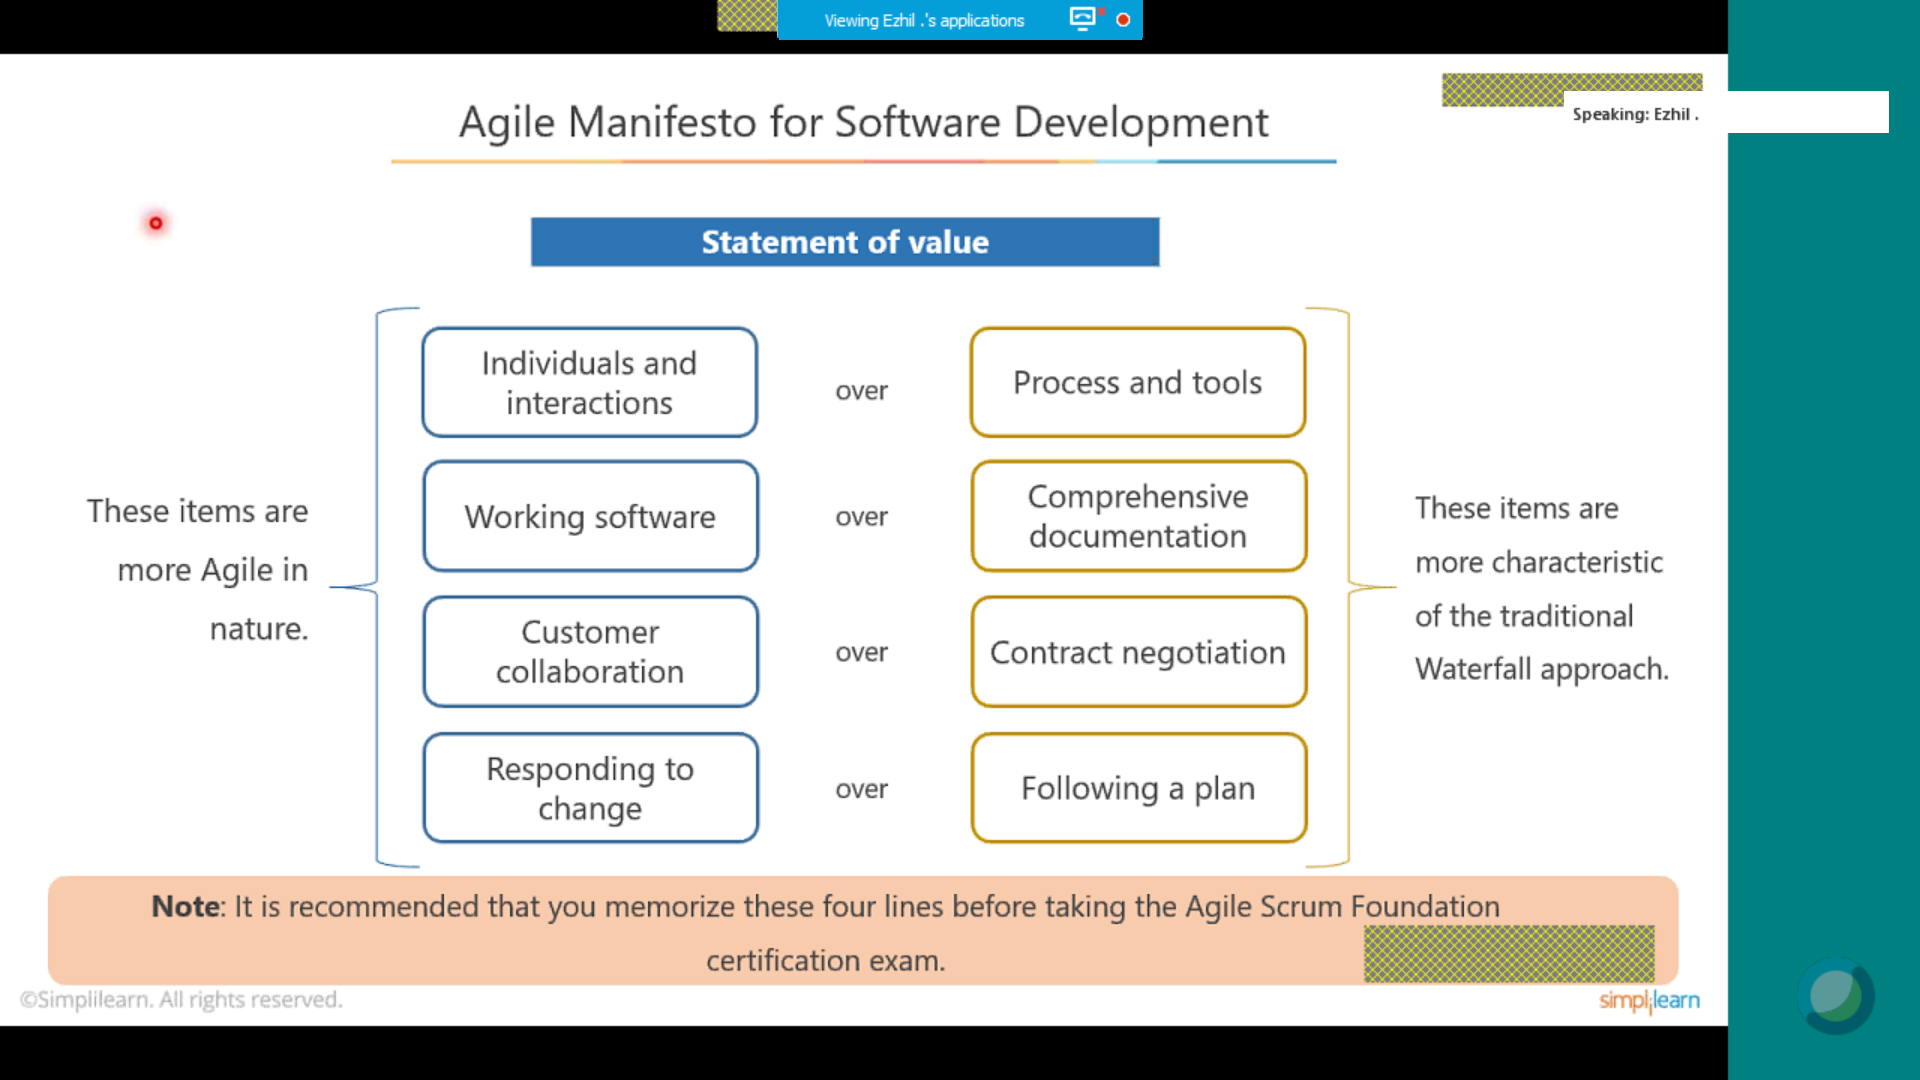 Viewing Ezhil .'s applications
Speaking: Ezhil .
Agile Manifesto for Software Development
Statement of value
Individuals and
interactions
over
Process and tools
Working software
over
Comprehensive
documentation
Customer
collaboration
over
Contract negotiation
Responding to
change
over
Following a plan
These items are
more Agile in
nature.
These items are
more characteristic
of the traditional
Waterfall approach.
Note: It is recommended that you memorize these four lines before taking the Agile Scrum Foundation
certification exam.
©Simplilearn. All rights reserved.
simplilearn